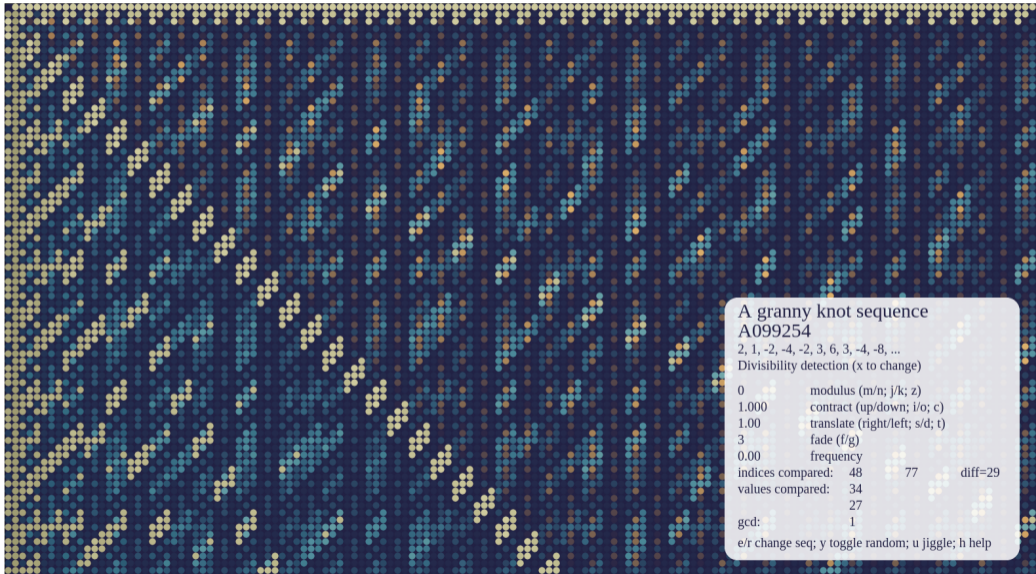 A granny knot sequence
A099254
2, 1, -2, -4, -2, 3, 6, 3, -4, -8, ...
Divisibility detection (x to change)
0 modulus (m/n; j/k; z)
1.000 contract (up/down; i/o; c)
1.00 translate (right/left; s/d; t)
3 fade (f/g)
0.00 frequency
indices compared: 48 77 diff=29
values compared: 34
27
gcd: 1
e/r change seq; y toggle random; u jiggle; h help